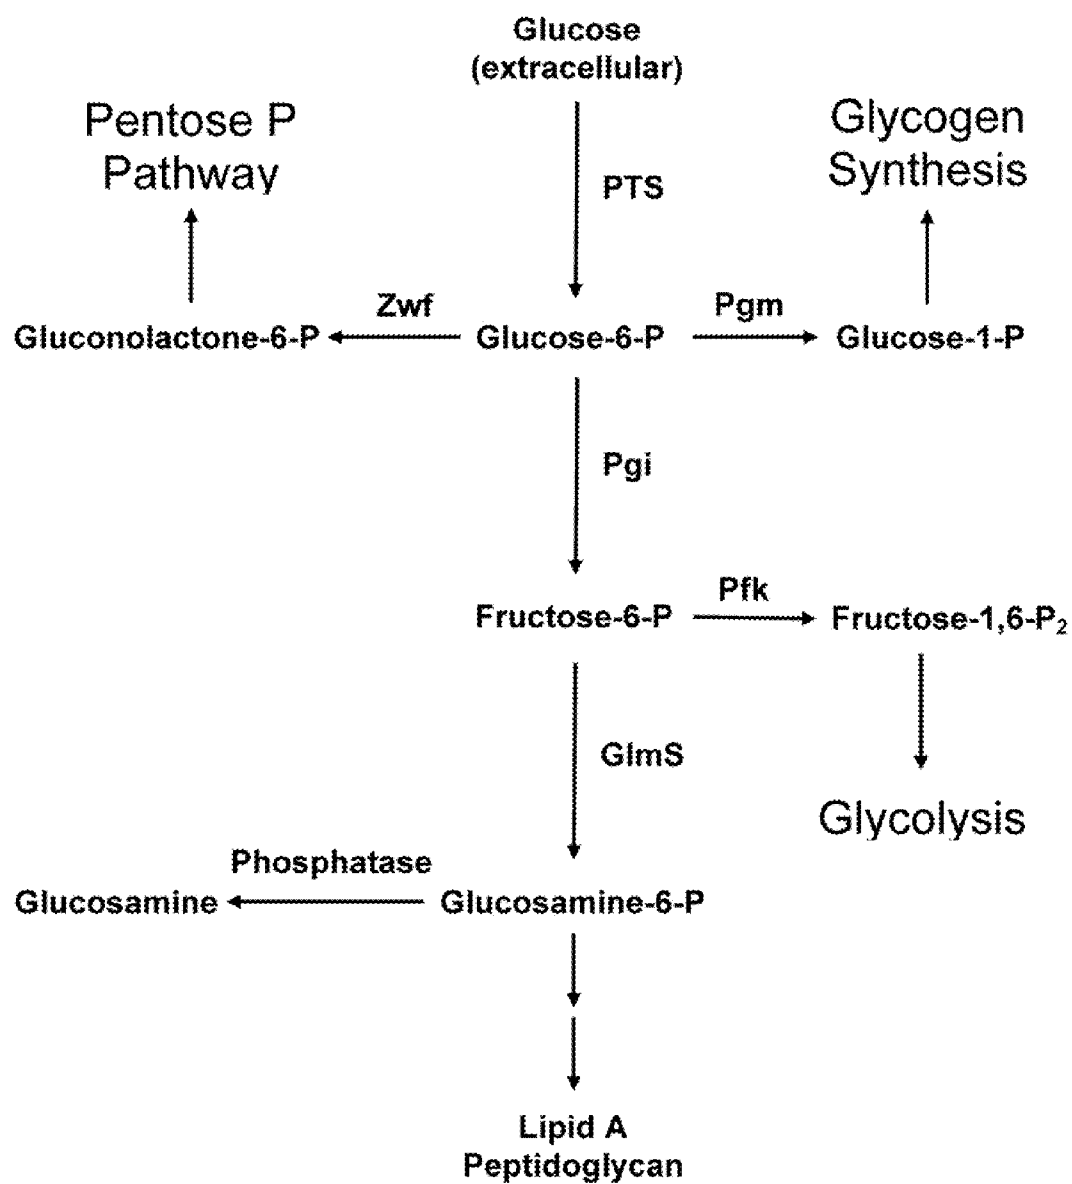 Glucose
(extracellular)
Pentose P
Pathway
Glycogen
Synthesis
PTS
Zwf
Pgm
Gluconolactone-6-P
Glucose-6-P
Glucose-1-P
Pgi
Pfk
Fructose-6-P
Fructose-1,6-P₂
GlmS
Glycolysis
Phosphatase
Glucosamine
Glucosamine-6-P
Lipid A
Peptidoglycan